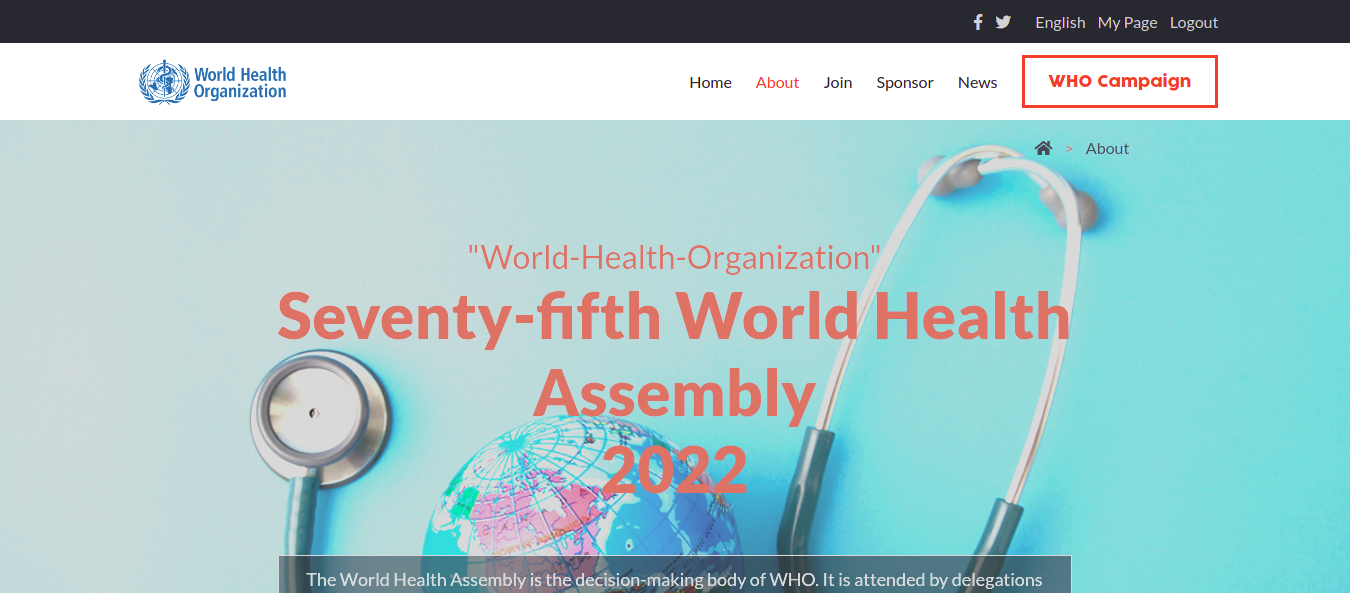 English My Page Logout
World Health
Organization
Home About Join Sponsor News WHO Campaign
> About
"World-Health-Organization"
Seventy-fifth World Health
Assembly
2022
The World Health Assembly is the decision-making body of WHO. It is attended by delegations